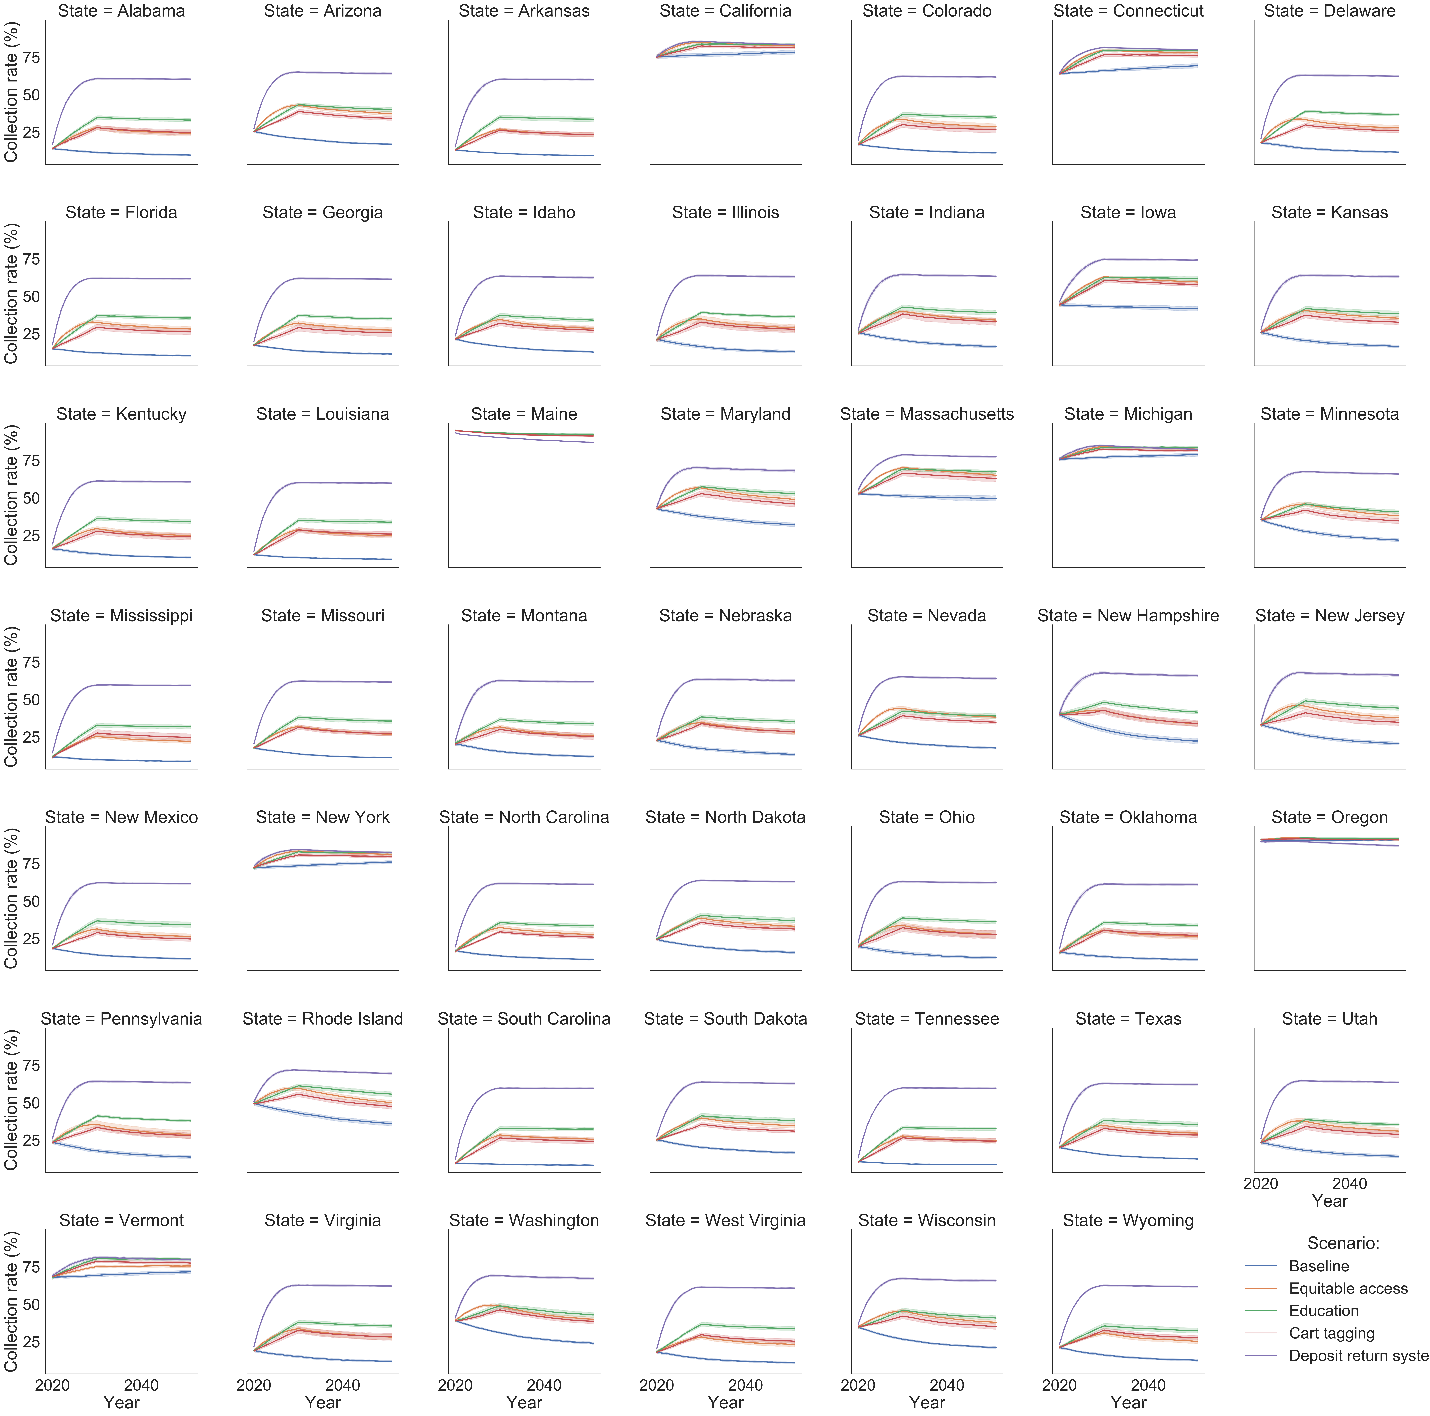 State = Alabama
State = Arizona
State = Arkansas
State = California
State = Colorado
State = Connecticut
State = Delaware
Collection rate (%)
75
50
25
State = Florida
State = Georgia
State = Idaho
State = Illinois
State = Indiana
State = Iowa
State = Kansas
Collection rate (%)
75
50
25
State = Kentucky
State = Louisiana
State = Maine
State = Maryland
State = Massachusetts
State = Michigan
State = Minnesota
Collection rate (%)
75
50
25
State = Mississippi
State = Missouri
State = Montana
State = Nebraska
State = Nevada
State = New Hampshire
State = New Jersey
Collection rate (%)
75
50
25
State = New Mexico
State = New York
State = North Carolina
State = North Dakota
State = Ohio
State = Oklahoma
State = Oregon
Collection rate (%)
75
50
25
State = Pennsylvania
State = Rhode Island
State = South Carolina
State = South Dakota
State = Tennessee
State = Texas
State = Utah
Collection rate (%)
75
50
25
2020 2040
Year
State = Vermont
State = Virginia
State = Washington
State = West Virginia
State = Wisconsin
State = Wyoming
Collection rate (%)
75
50
25
2020 2040
Year
2020 2040
Year
2020 2040
Year
2020 2040
Year
2020 2040
Year
2020 2040
Year
Scenario:
Baseline
Equitable access
Education
Cart tagging
Deposit return syste